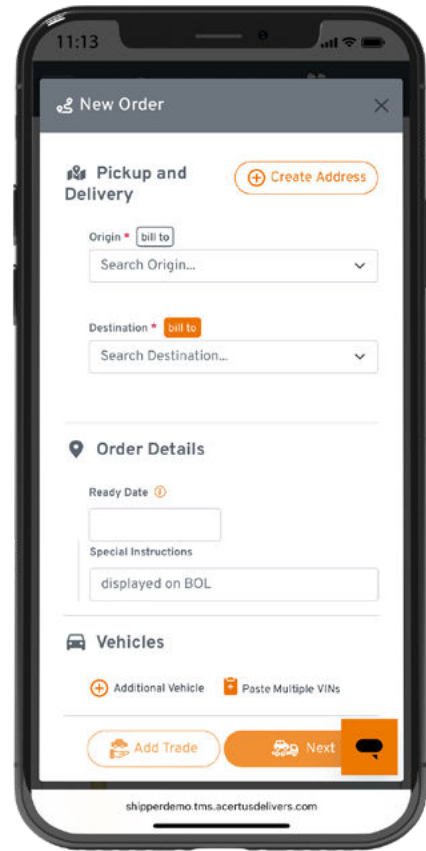 11:13
New Order
Pickup and
Delivery
Create Address
Origin * bill to
Search Origin...
Destination * bill to
Search Destination...
Order Details
Ready Date
Special Instructions
displayed on BOL
Vehicles
Additional Vehicle Paste Multiple VINs
Add Trade Next
shipperdemo.tms.acertusdelivers.com